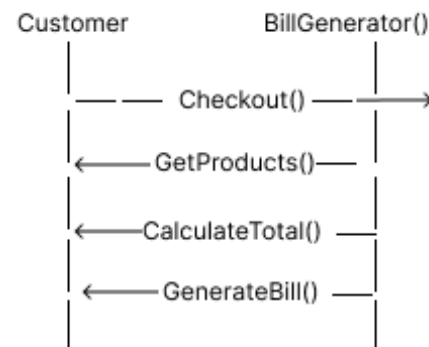 Customer BillGenerator()
Checkout()
GetProducts()
CalculateTotal()
GenerateBill()